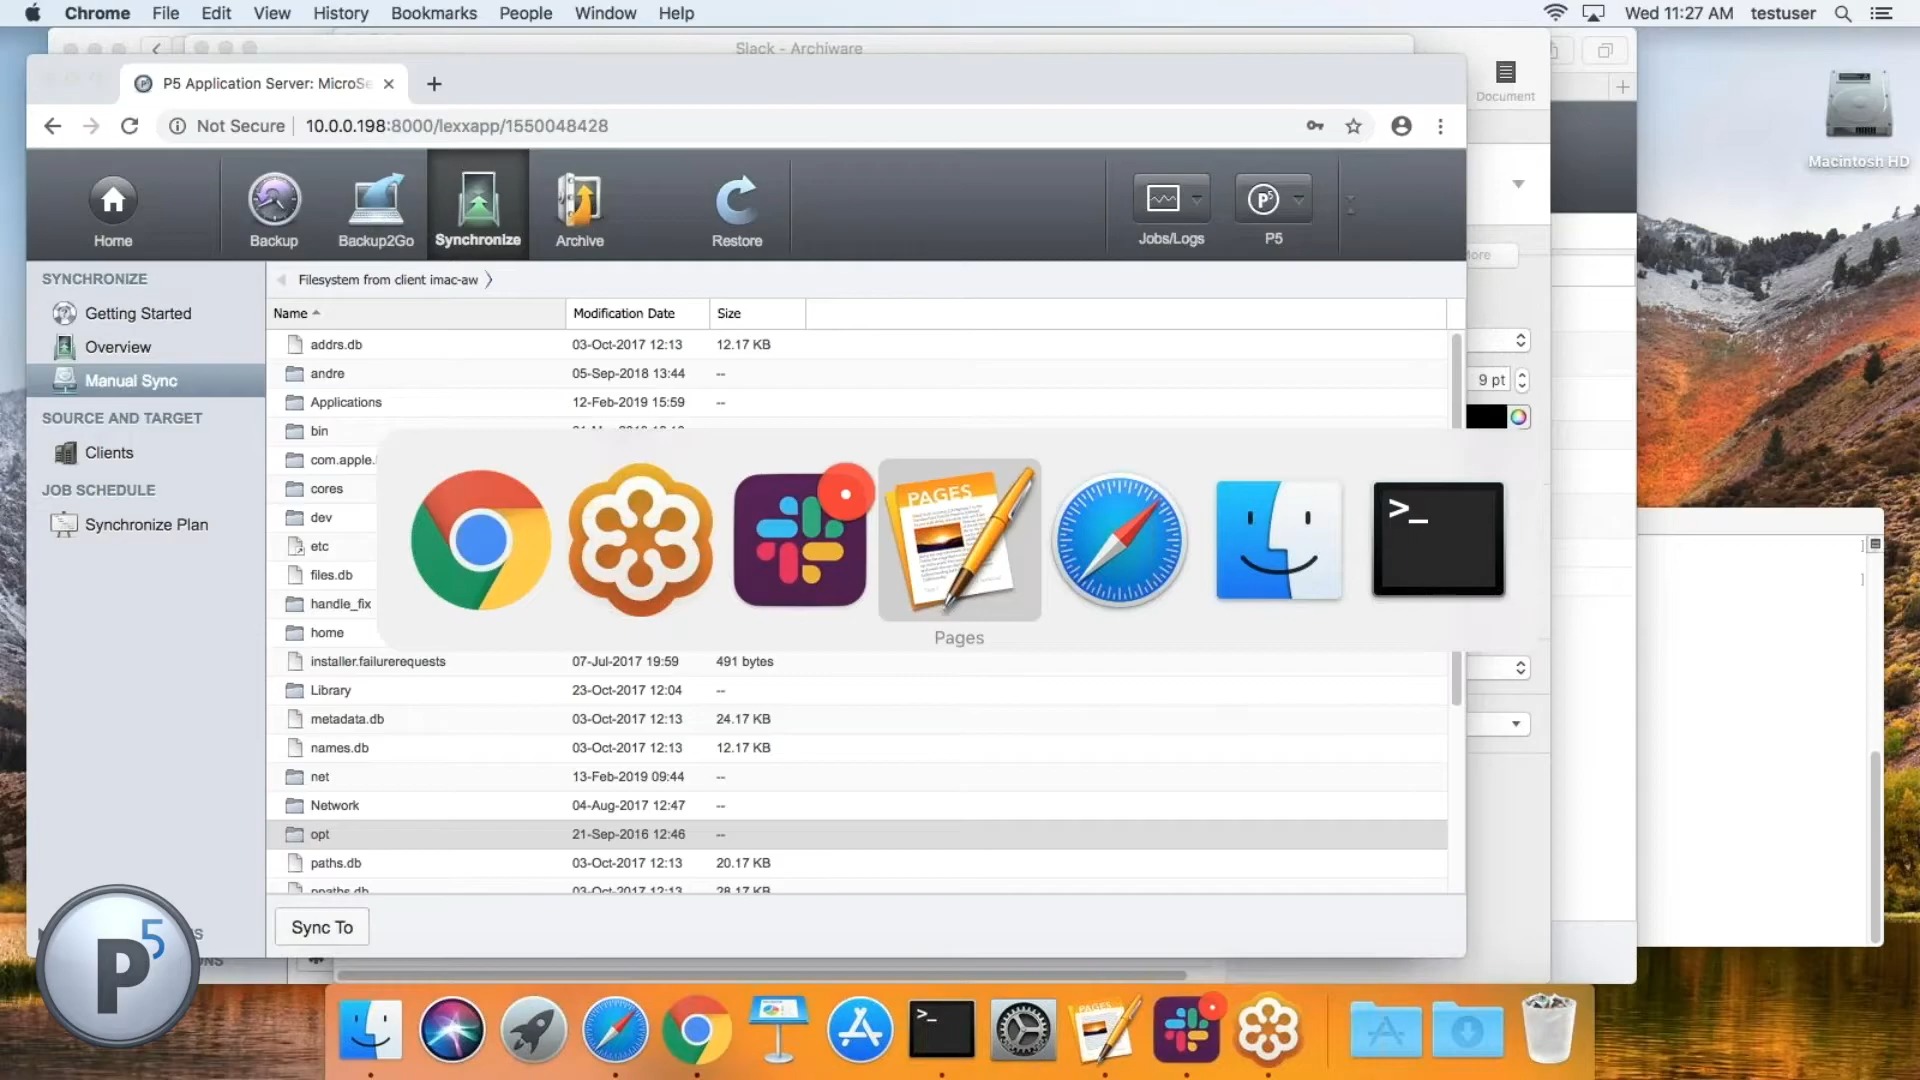 Chrome File Edit View History Bookmarks People Window Help Wed 11:27 AM testuser
Slack - Archiware
P5 Application Server: MicroSe
Document
Not Secure 10.0.0.198:8000/lexxapp/1550048428
Macintosh HD
Home Backup Backup2Go Synchronize Archive Restore Jobs/Logs P5
P5
SYNCHRONIZE
Getting Started
Overview
Manual Sync
SOURCE AND TARGET
Clients
JOB SCHEDULE
Synchronize Plan
Filesystem from client imac-aw
Name Modification Date Size
addrs.db 03-Oct-2017 12:13 12.17 KB
andre 05-Sep-2018 13:44 --
Applications 12-Feb-2019 15:59 --
bin
com.apple.
cores
dev
etc
files.db
handle_fix
home
installer.failurerequests 07-Jul-2017 19:59 491 bytes
Library 23-Oct-2017 12:04 --
metadata.db 03-Oct-2017 12:13 24.17 KB
names.db 03-Oct-2017 12:13 12.17 KB
net 13-Feb-2019 09:44 --
Network 04-Aug-2017 12:47 --
opt 21-Sep-2016 12:46 --
paths.db 03-Oct-2017 12:13 20.17 KB
9 pt
PAGES
>_
Pages
Sync To
P5
>_
PAGES